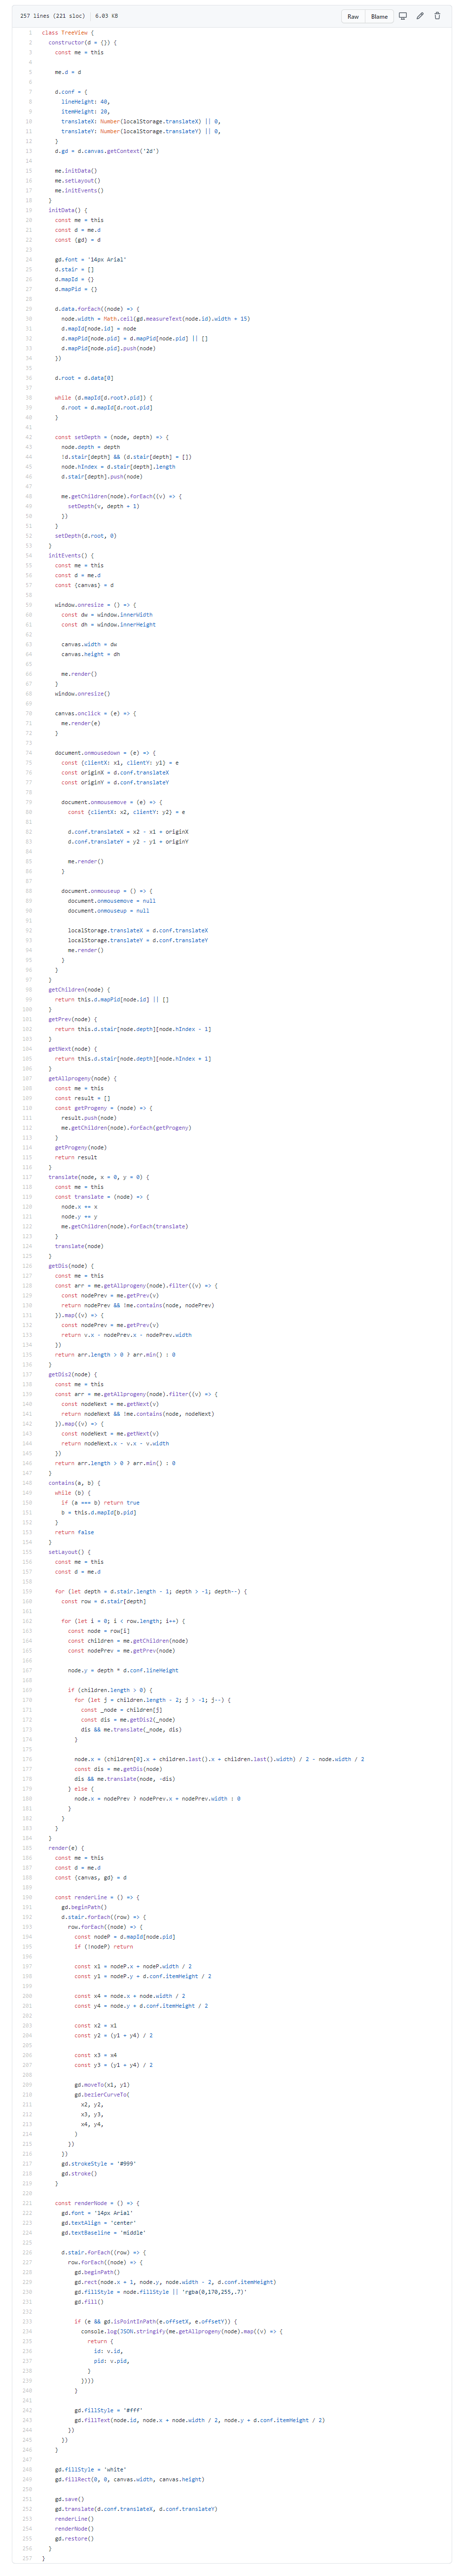 257 lines (221 sloc) 6.03 KB Raw Blame
1 class TreeView {
2 constructor(d = {}) {
3 const me = this
4
5 me.d = d
6
7 d.conf = {
8 lineHeight: 40,
9 itemHeight: 20,
10 translateX: Number(localStorage.translateX) || 0,
11 translateY: Number(localStorage.translateY) || 0,
12 }
13 d.gd = d.canvas.getContext('2d')
14
15 me.initData()
16 me.setLayout()
17 me.initEvents()
18 }
19 initData() {
20 const me = this
21 const d = me.d
22 const {gd} = d
23
24 gd.font = '14px Arial'
25 d.stair = []
26 d.mapId = {}
27 d.mapPid = {}
28
29 d.data.forEach((node) => {
30 node.width = Math.ceil(gd.measureText(node.id).width + 15)
31 d.mapId[node.id] = node
32 d.mapPid[node.pid] = d.mapPid[node.pid] || []
33 d.mapPid[node.pid].push(node)
34 })
35
36 d.root = d.data[0]
37
38 while (d.mapId[d.root?.pid]) {
39 d.root = d.mapId[d.root.pid]
40 }
41
42 const setDepth = (node, depth) => {
43 node.depth = depth
44 !d.stair[depth] && (d.stair[depth] = [])
45 node.hIndex = d.stair[depth].length
46 d.stair[depth].push(node)
47
48 me.getChildren(node).forEach((v) => {
49 setDepth(v, depth + 1)
50 })
51 }
52 setDepth(d.root, 0)
53 }
54 initEvents() {
55 const me = this
56 const d = me.d
57 const {canvas} = d
58
59 window.onresize = () => {
60 const dw = window.innerWidth
61 const dh = window.innerHeight
62
63 canvas.width = dw
64 canvas.height = dh
65
66 me.render()
67 }
68 window.onresize()
69
70 canvas.onclick = (e) => {
71 me.render(e)
72 }
73
74 document.onmousedown = (e) => {
75 const {clientX: x1, clientY: y1} = e
76 const originX = d.conf.translateX
77 const originY = d.conf.translateY
78
79 document.onmousemove = (e) => {
80 const {clientX: x2, clientY: y2} = e
81
82 d.conf.translateX = x2 - x1 + originX
83 d.conf.translateY = y2 - y1 + originY
84
85 me.render()
86 }
87
88 document.onmouseup = () => {
89 document.onmousemove = null
90 document.onmouseup = null
91
92 localStorage.translateX = d.conf.translateX
93 localStorage.translateY = d.conf.translateY
94 me.render()
95 }
96 }
97 }
98 getChildren(node) {
99 return this.d.mapPid[node.id] || []
100 }
101 getPrev(node) {
102 return this.d.stair[node.depth][node.hIndex - 1]
103 }
104 getNext(node) {
105 return this.d.stair[node.depth][node.hIndex + 1]
106 }
107 getAllprogeny(node) {
108 const me = this
109 const result = []
110 const getProgeny = (node) => {
111 result.push(node)
112 me.getChildren(node).forEach(getProgeny)
113 }
114 getProgeny(node)
115 return result
116 }
117 translate(node, x = 0, y = 0) {
118 const me = this
119 const translate = (node) => {
120 node.x += x
121 node.y += y
122 me.getChildren(node).forEach(translate)
123 }
124 translate(node)
125 }
126 getDis(node) {
127 const me = this
128 const arr = me.getAllprogeny(node).filter((v) => {
129 const nodePrev = me.getPrev(v)
130 return nodePrev && !me.contains(node, nodePrev)
131 }).map((v) => {
132 const nodePrev = me.getPrev(v)
133 return v.x - nodePrev.x - nodePrev.width
134 })
135 return arr.length > 0 ? arr.min() : 0
136 }
137 getDis2(node) {
138 const me = this
139 const arr = me.getAllprogeny(node).filter((v) => {
140 const nodeNext = me.getNext(v)
141 return nodeNext && !me.contains(node, nodeNext)
142 }).map((v) => {
143 const nodeNext = me.getNext(v)
144 return nodeNext.x - v.x - v.width
145 })
146 return arr.length > 0 ? arr.min() : 0
147 }
148 contains(a, b) {
149 while (b) {
150 if (a === b) return true
151 b = this.d.mapId[b.pid]
152 }
153 return false
154 }
155 setLayout() {
156 const me = this
157 const d = me.d
158
159 for (let depth = d.stair.length - 1; depth > -1; depth--) {
160 const row = d.stair[depth]
161
162 for (let i = 0; i < row.length; i++) {
163 const node = row[i]
164 const children = me.getChildren(node)
165 const nodePrev = me.getPrev(node)
166
167 node.y = depth * d.conf.lineHeight
168
169 if (children.length > 0) {
170 for (let j = children.length - 2; j > -1; j--) {
171 const _node = children[j]
172 const dis = me.getDis2(_node)
173 dis && me.translate(_node, dis)
174 }
175
176 node.x = (children[0].x + children.last().x + children.last().width) / 2 - node.width / 2
177 const dis = me.getDis(node)
178 dis && me.translate(node, -dis)
179 } else {
180 node.x = nodePrev ? nodePrev.x + nodePrev.width : 0
181 }
182 }
183 }
184 }
185 render(e) {
186 const me = this
187 const d = me.d
188 const {canvas, gd} = d
189
190 const renderLine = () => {
191 gd.beginPath()
192 d.stair.forEach((row) => {
193 row.forEach((node) => {
194 const nodeP = d.mapId[node.pid]
195 if (!nodeP) return
196
197 const x1 = nodeP.x + nodeP.width / 2
198 const y1 = nodeP.y + d.conf.itemHeight / 2
199
200 const x4 = node.x + node.width / 2
201 const y4 = node.y + d.conf.itemHeight / 2
202
203 const x2 = x1
204 const y2 = (y1 + y4) / 2
205
206 const x3 = x4
207 const y3 = (y1 + y4) / 2
208
209 gd.moveTo(x1, y1)
210 gd.bezierCurveTo(
211 x2, y2,
212 x3, y3,
213 x4, y4,
214 )
215 })
216 })
217 gd.strokeStyle = '#999'
218 gd.stroke()
219 }
220
221 const renderNode = () => {
222 gd.font = '14px Arial'
223 gd.textAlign = 'center'
224 gd.textBaseline = 'middle'
225
226 d.stair.forEach((row) => {
227 row.forEach((node) => {
228 gd.beginPath()
229 gd.rect(node.x + 1, node.y, node.width - 2, d.conf.itemHeight)
230 gd.fillStyle = node.fillStyle || 'rgba(0,170,255,.7)'
231 gd.fill()
232
233 if (e && gd.isPointInPath(e.offsetX, e.offsetY)) {
234 console.log(JSON.stringify(me.getAllprogeny(node).map((v) => {
235 return {
236 id: v.id,
237 pid: v.pid,
238 }
239 })))
240 }
241
242 gd.fillStyle = '#fff'
243 gd.fillText(node.id, node.x + node.width / 2, node.y + d.conf.itemHeight / 2)
244 })
245 })
246 }
247
248 gd.fillStyle = 'white'
249 gd.fillRect(0, 0, canvas.width, canvas.height)
250
251 gd.save()
252 gd.translate(d.conf.translateX, d.conf.translateY)
253 renderLine()
254 renderNode()
255 gd.restore()
256 }
257 }